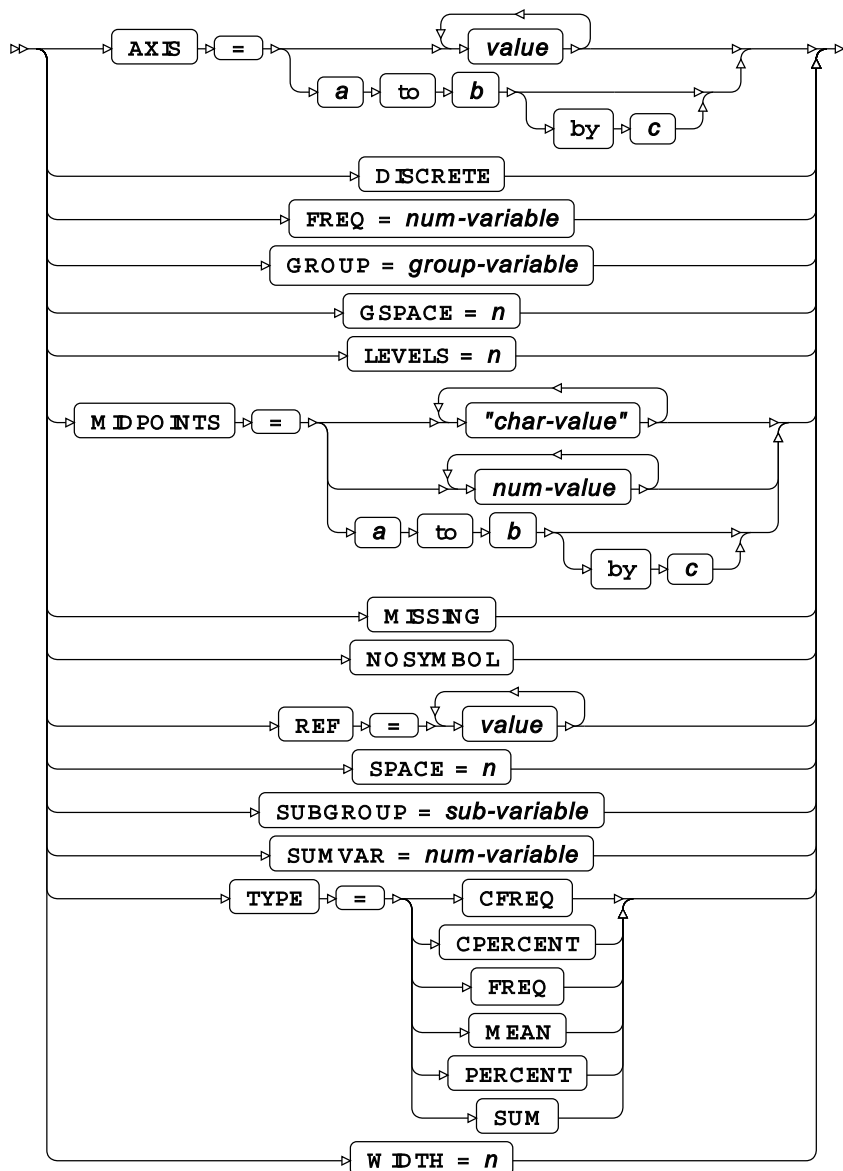 AXIS = value
a to b
by c
DISCRETE
FREQ = num-variable
GROUP = group-variable
GSPACE = n
LEVELS = n
MIDPOINTS = "char-value"
num-value
a to b
by c
MISSING
NOSYMBOL
REF = value
SPACE = n
SUBGROUP = sub-variable
SUMVAR = num-variable
TYPE = CFREQ
CPERCENT
FREQ
MEAN
PERCENT
SUM
WIDTH = n